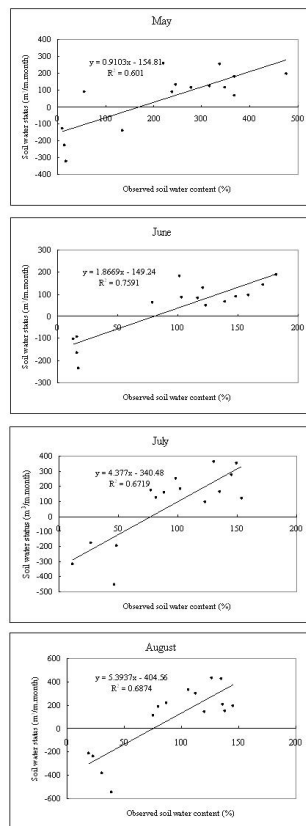 May
Soil water status (m³/m.month)
400
300
200
100
0
-100
-200
-300
-400
y = 0.9103x - 154.81
R² = 0.601
0 100 200 300 400 500
Observed soil water content (%)
June
Soil water status (m³/m.month)
300
200
100
0
-100
-200
-300
y = 1.8669x - 149.24
R² = 0.7591
0 50 100 150 200
Observed soil water content (%)
July
Soil water status (m³/m.month)
400
300
200
100
0
-100
-200
-300
-400
-500
y = 4.377x - 340.48
R² = 0.6719
0 50 100 150 200
Observed soil water content (%)
August
Soil water status (m³/m.month)
600
400
200
0
-200
-400
-600
y = 5.3937x - 404.56
R² = 0.6874
0 50 100 150 200
Observed soil water content (%)